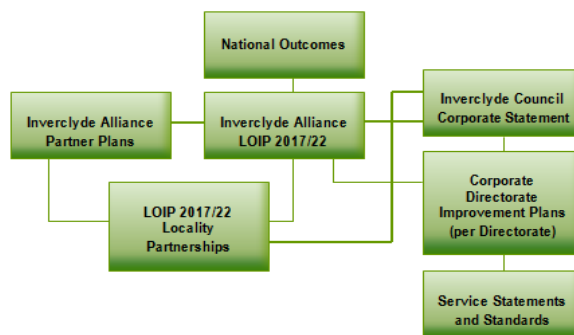 National Outcomes
Inverclyde Alliance
Partner Plans
Inverclyde Alliance
LOIP 2017/22
Inverclyde Council
Corporate Statement
LOIP 2017/22
Locality
Partnerships
Corporate
Directorate
Improvement Plans
(per Directorate)
Service Statements
and Standards